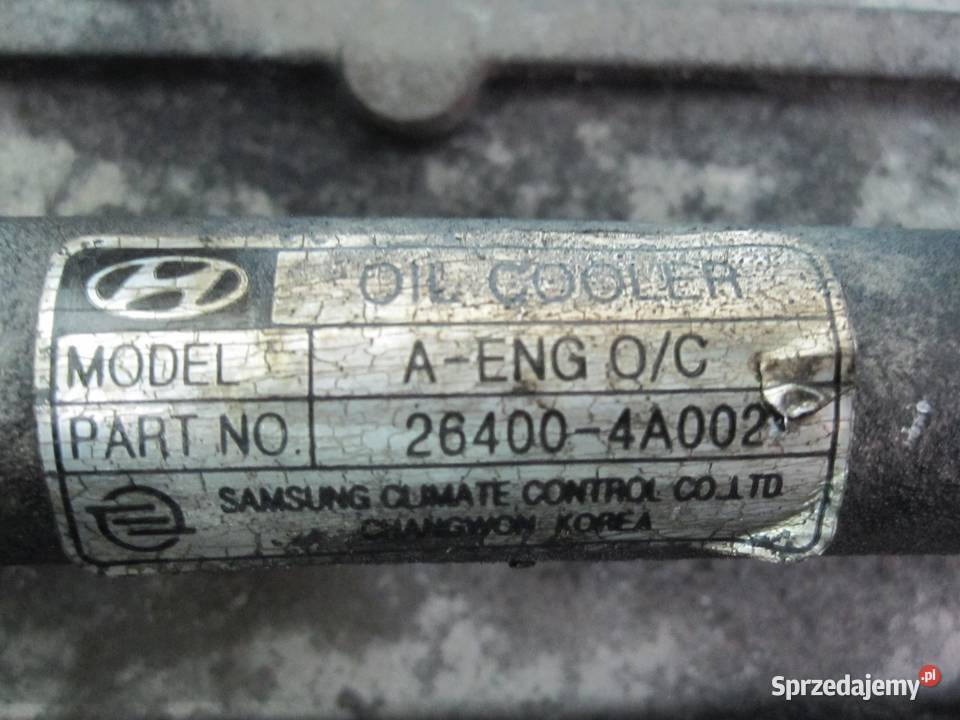 OIL COOLER
MODEL A-ENG O/C
PART NO. 26400-4A002
SAMSUNG CLIMATE CONTROL CO.,LTD
CHANGWON KOREA
Sprzedajemy.pl